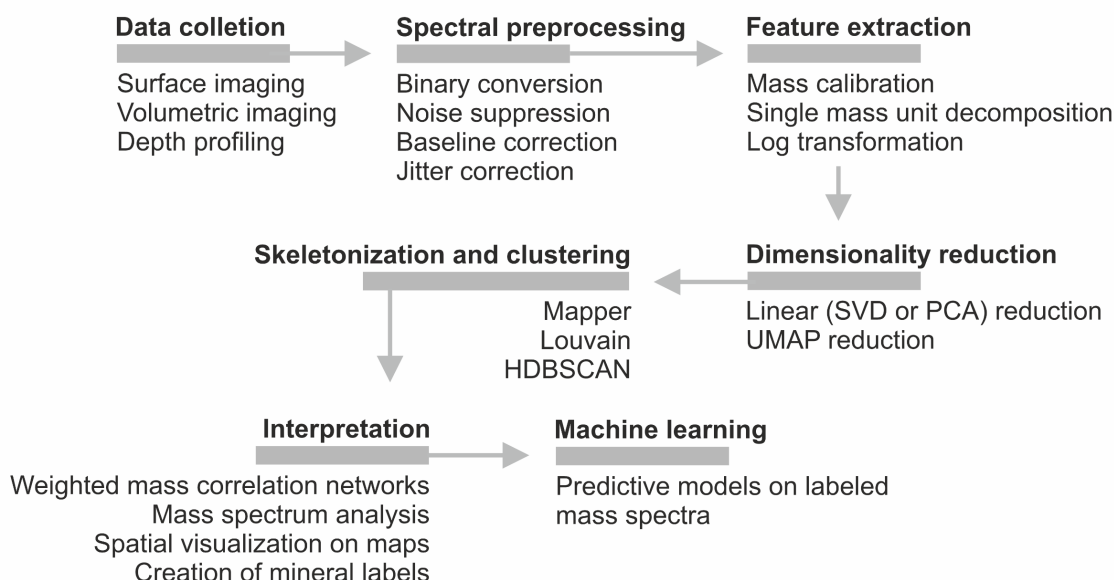 Data colletion
Surface imaging
Volumetric imaging
Depth profiling
Spectral preprocessing
Binary conversion
Noise suppression
Baseline correction
Jitter correction
Feature extraction
Mass calibration
Single mass unit decomposition
Log transformation
Dimensionality reduction
Linear (SVD or PCA) reduction
UMAP reduction
Skeletonization and clustering
Mapper
Louvain
HDBSCAN
Interpretation
Weighted mass correlation networks
Mass spectrum analysis
Spatial visualization on maps
Creation of mineral labels
Machine learning
Predictive models on labeled
mass spectra